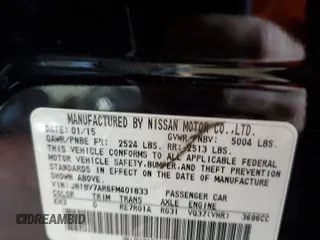 MANUFACTURED BY NISSAN MOTOR CO.,LTD.
DATE: 01/15 GVWR/PNBV: 5004 LBS.
GAWR/PNBE FR: 2524 LBS. RR: 2513 LBS.
THIS VEHICLE CONFORMS TO ALL APPLICABLE FEDERAL
MOTOR VEHICLE SAFETY, BUMPER, AND THEFT PREVENTION
STANDARDS IN EFFECT ON THE DATE OF MANUFACTURE
SHOWN ABOVE.
VIN: JN1BV7AR6FM401833 PASSENGER CAR
TRIM TRANS AXLE ENGINE
KH3 G RE7R01A RG31 VQ37(VHR) 3696CC
DREAMBID